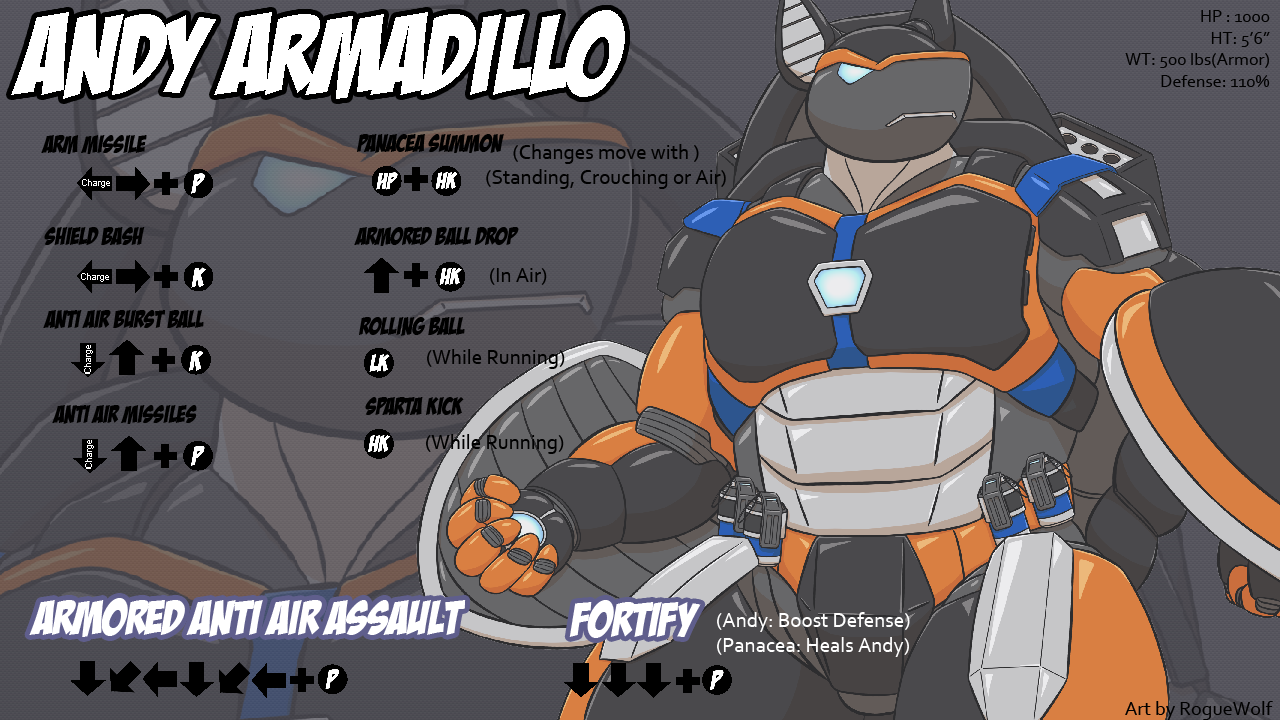 ANDY ARMADILLO
HP : 1000
HT: 5'6"
WT: 500 lbs(Armor)
Defense: 110%
ARM MISSILE
Charge + P
SHIELD BASH
Charge + K
ANTI AIR BURST BALL
Charge + K
ANTI AIR MISSILES
Charge + P
PANACEA SUMMON (Changes move with )
HP + HK (Standing, Crouching or Air)
ARMORED BALL DROP
+ HK (In Air)
ROLLING BALL
LK (While Running)
SPARTA KICK
HK (While Running)
ARMORED ANTI AIR ASSAULT
+ P
FORTIFY (Andy: Boost Defense)
(Panacea: Heals Andy)
+ P
Art by RogueWolf